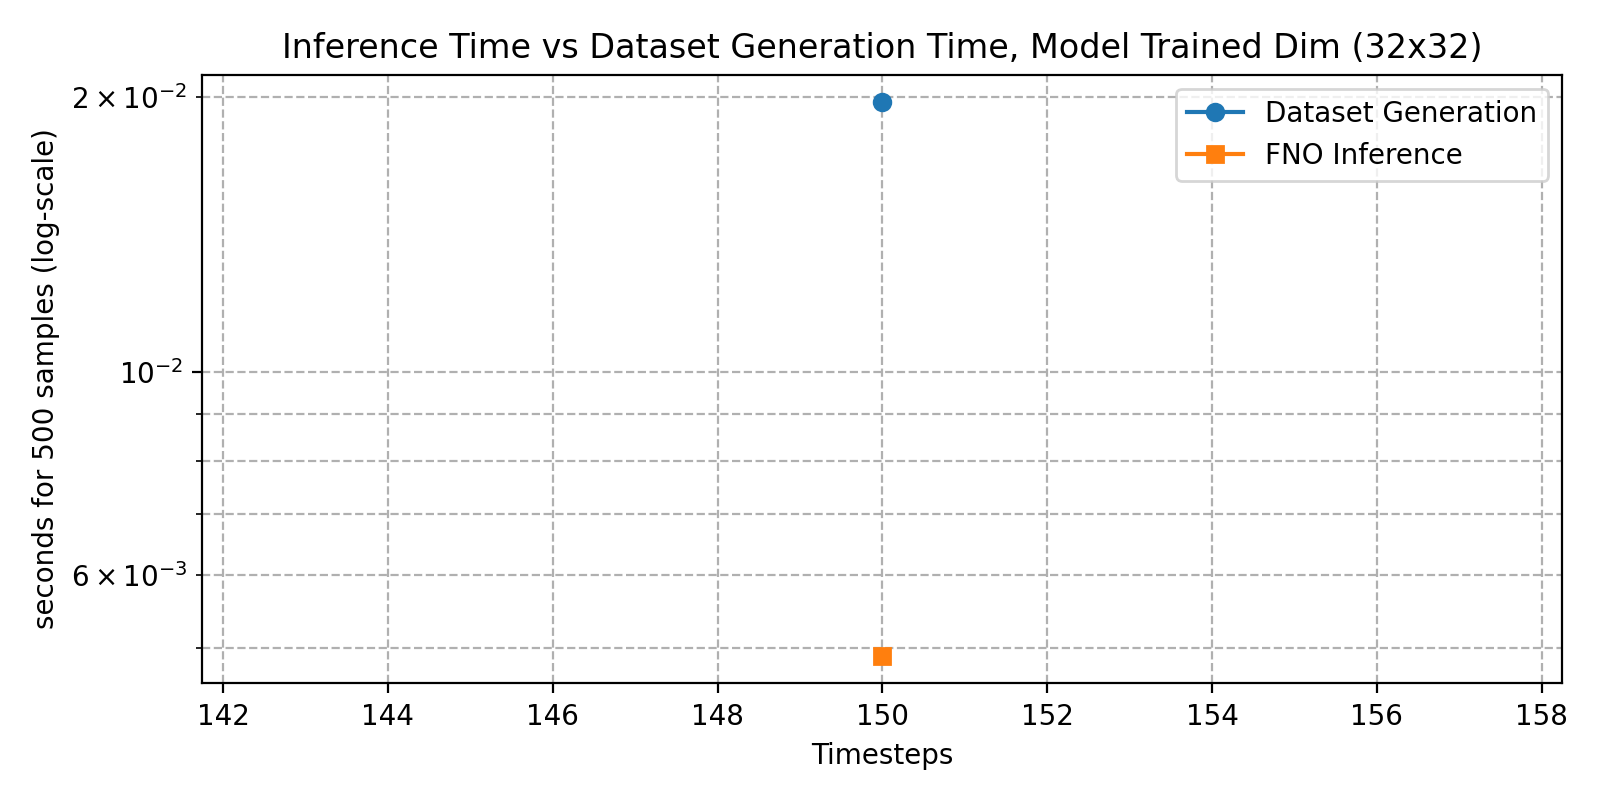 Inference Time vs Dataset Generation Time, Model Trained Dim (32x32)
seconds for 500 samples (log-scale)
2 × 10⁻²
10⁻²
6 × 10⁻³
Dataset Generation
FNO Inference
142 144 146 148 150 152 154 156 158
Timesteps